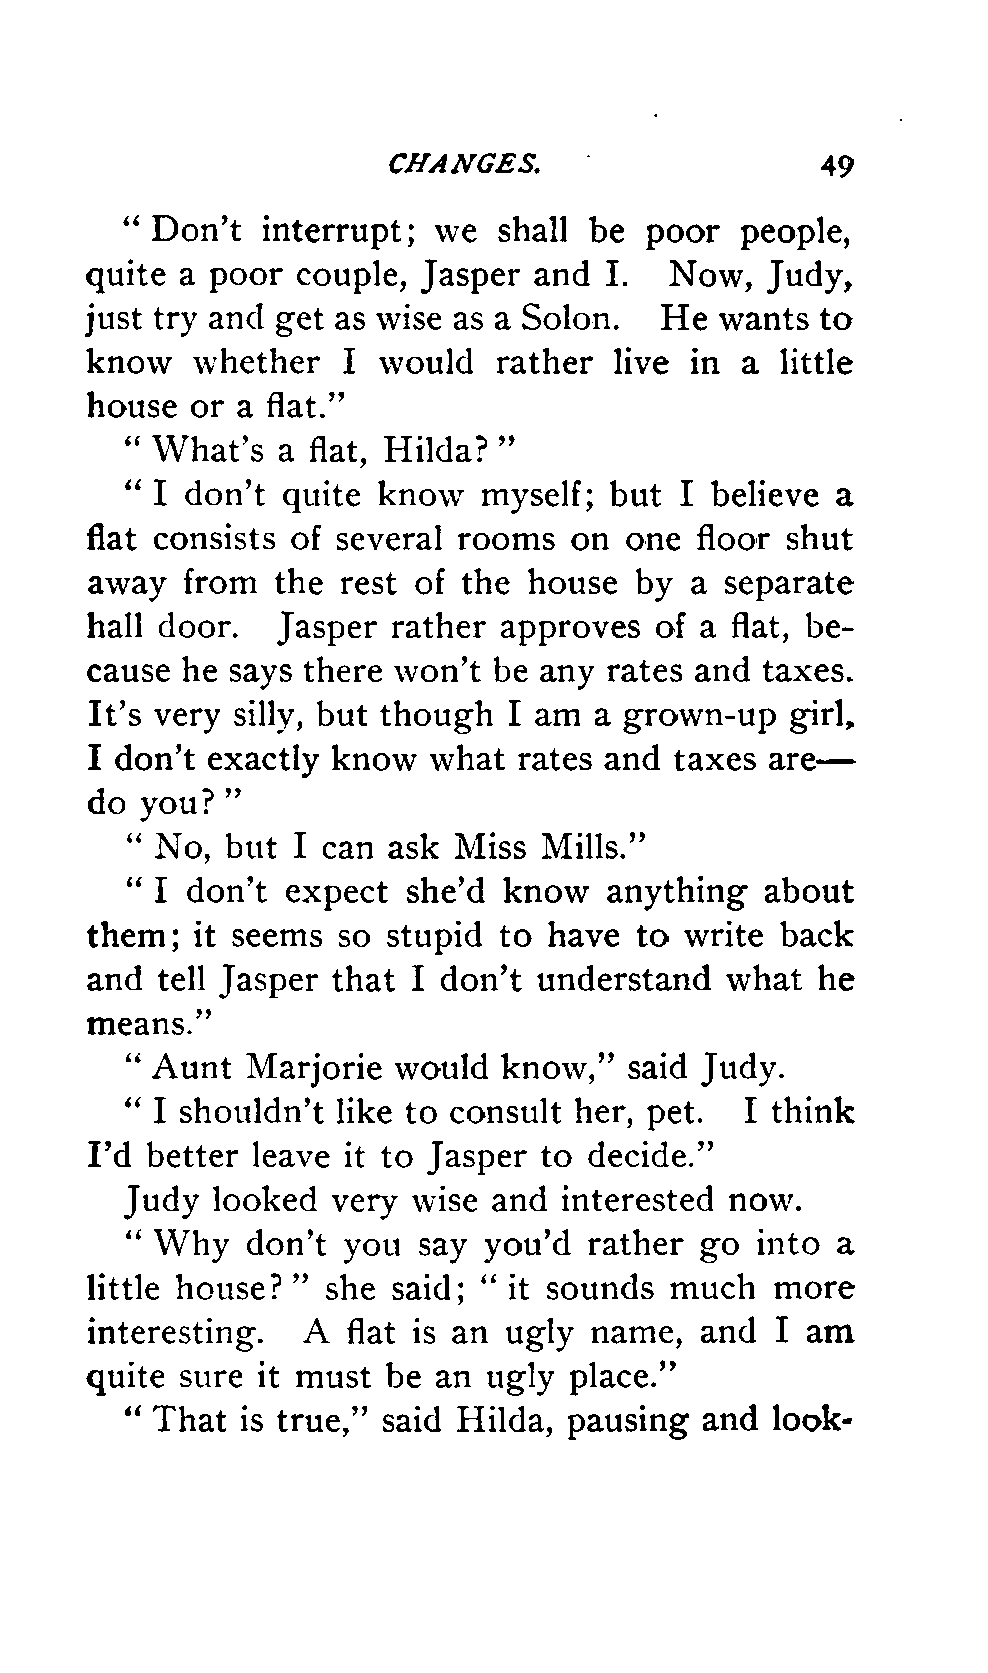 CHANGES. 49
“ Don't interrupt; we shall be poor people,
quite a poor couple, Jasper and I. Now, Judy,
just try and get as wise as a Solon. He wants to
know whether I would rather live in a little
house or a flat.”
“ What's a flat, Hilda? ”
“ I don't quite know myself; but I believe a
flat consists of several rooms on one floor shut
away from the rest of the house by a separate
hall door. Jasper rather approves of a flat, be-
cause he says there won't be any rates and taxes.
It's very silly, but though I am a grown-up girl,
I don't exactly know what rates and taxes are—
do you? ”
“ No, but I can ask Miss Mills.”
“ I don't expect she'd know anything about
them; it seems so stupid to have to write back
and tell Jasper that I don't understand what he
means.”
“ Aunt Marjorie would know,” said Judy.
“ I shouldn't like to consult her, pet. I think
I'd better leave it to Jasper to decide.”
Judy looked very wise and interested now.
“ Why don't you say you'd rather go into a
little house? ” she said; “ it sounds much more
interesting. A flat is an ugly name, and I am
quite sure it must be an ugly place.”
“ That is true,” said Hilda, pausing and look-